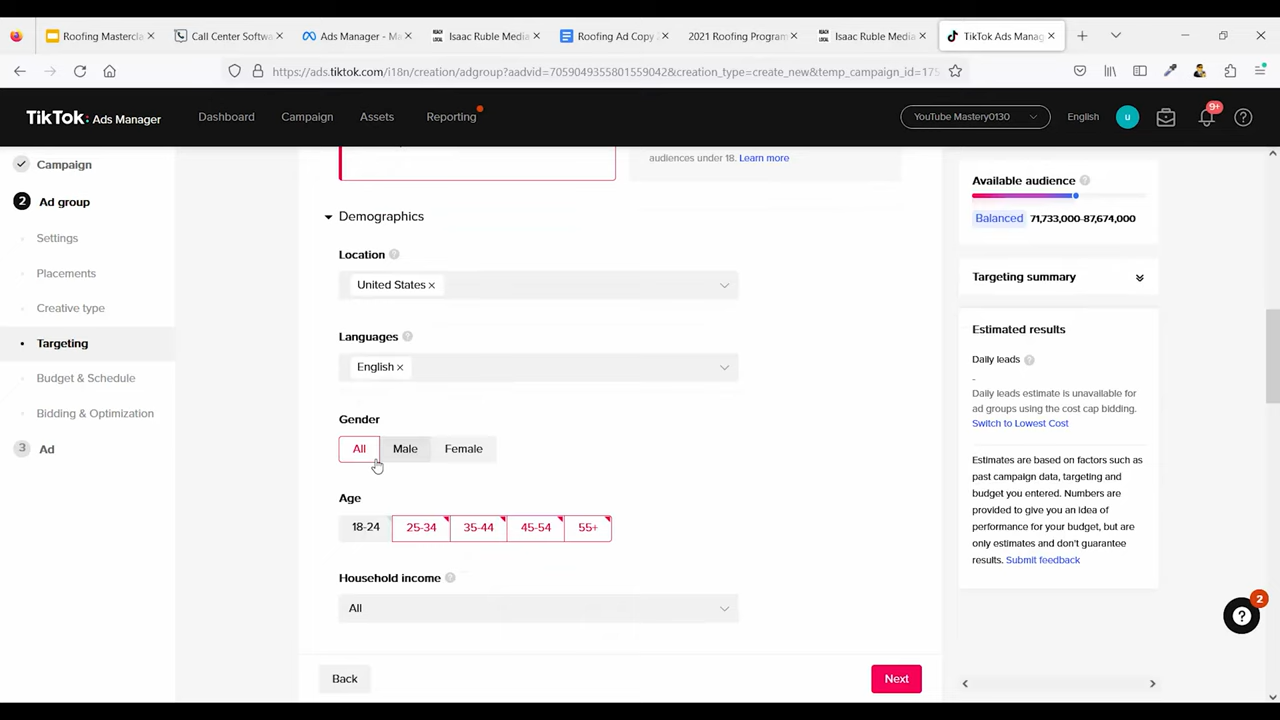 Roofing Mastercla
Call Center Softwa
Ads Manager - Ma
Isaac Ruble Media
Roofing Ad Copy
2021 Roofing Program
Isaac Ruble Media
TikTok Ads Manag
https://ads.tiktok.com/i18n/creation/adgroup?aadvid=7059049355801559042&creation_type=create_new&temp_campaign_id=175
TikTok: Ads Manager
Dashboard
Campaign
Assets
Reporting
YouTube Mastery0130
English
u
9+
Campaign
2 Ad group
Settings
Placements
Creative type
Targeting
Budget & Schedule
Bidding & Optimization
3 Ad
audiences under 18. Learn more
Demographics
Location
United States
Languages
English
Gender
All Male Female
Age
18-24 25-34 35-44 45-54 55+
Household income
All
Back
Next
Available audience
Balanced 71,733,000-87,674,000
Targeting summary
Estimated results
Daily leads
-
Daily leads estimate is unavailable for
ad groups using the cost cap bidding.
Switch to Lowest Cost
Estimates are based on factors such as
past campaign data, targeting and
budget you entered. Numbers are
provided to give you an idea of
performance for your budget, but are
only estimates and don't guarantee
results. Submit feedback
2